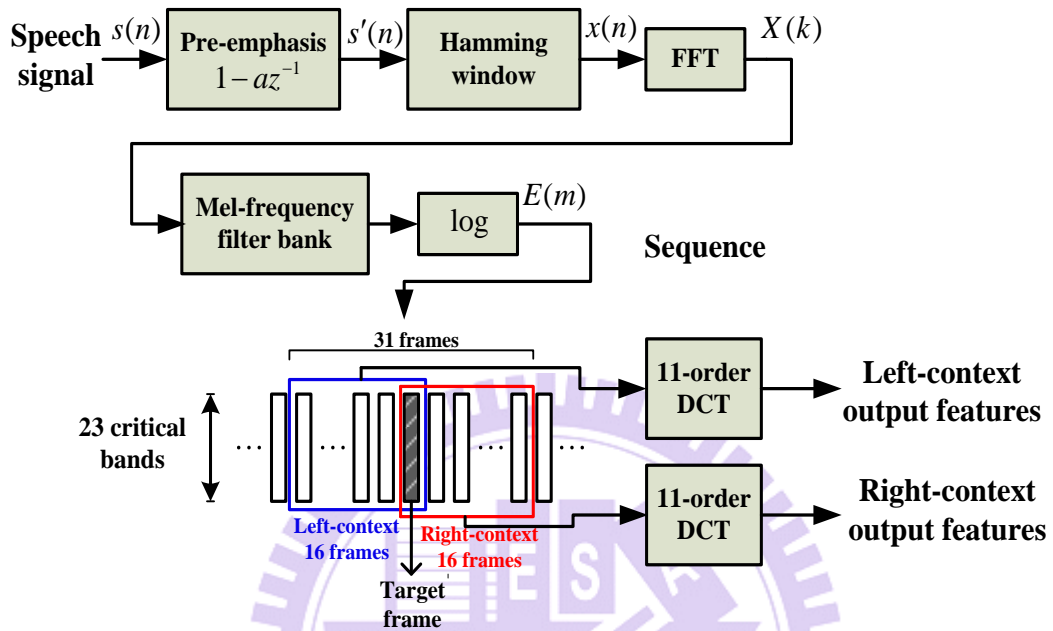 Speech signal
s(n)
Pre-emphasis
1 − az⁻¹
s′(n)
Hamming
window
x(n)
FFT
X(k)
Mel-frequency
filter bank
log
E(m)
Sequence
31 frames
23 critical
bands
...
...
...
...
Left-context
16 frames
Right-context
16 frames
Target
frame
11-order
DCT
Left-context
output features
11-order
DCT
Right-context
output features
E S